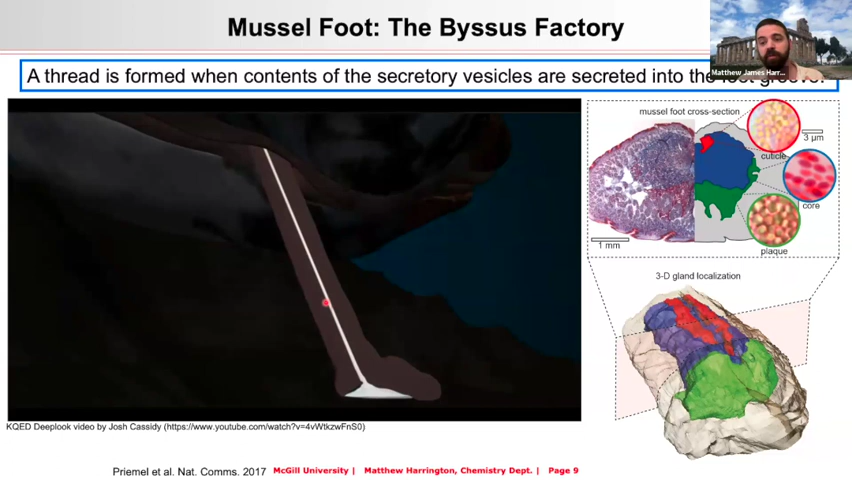 Mussel Foot: The Byssus Factory
Matthew James Harr...
A thread is formed when contents of the secretory vesicles are secreted into the foot groove.
mussel foot cross-section
3 µm
cuticle
core
1 mm
plaque
3-D gland localization
KQED Deeplook video by Josh Cassidy (https://www.youtube.com/watch?v=4vWtkzwFnS0)
Priemel et al. Nat. Comms. 2017 McGill University | Matthew Harrington, Chemistry Dept. | Page 9